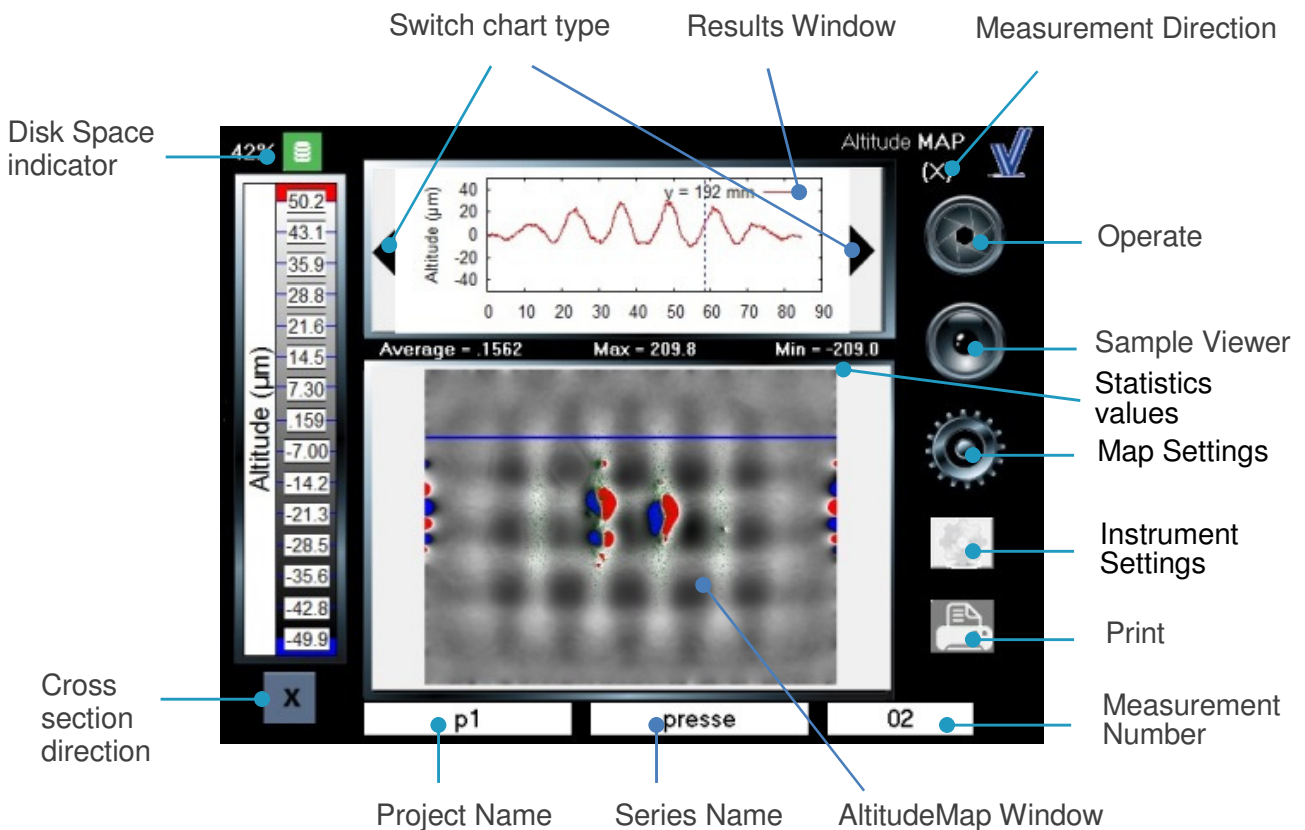 Switch chart type
Results Window
Measurement Direction
Disk Space
indicator
42%
Altitude MAP
(X)
Altitude (µm)
50.2
43.1
35.9
28.8
21.6
14.5
7.30
.159
-7.00
-14.2
-21.3
-28.5
-35.6
-42.8
-49.9
Altitude (µm)
40
20
0
-20
-40
y = 192 mm
0 10 20 30 40 50 60 70 80 90
Average = .1562 Max = 209.8 Min = -209.0
Operate
Sample Viewer
Statistics
values
Map Settings
Instrument
Settings
Print
Measurement
Number
Cross
section
direction
X
p1
presse
02
Project Name
Series Name
AltitudeMap Window